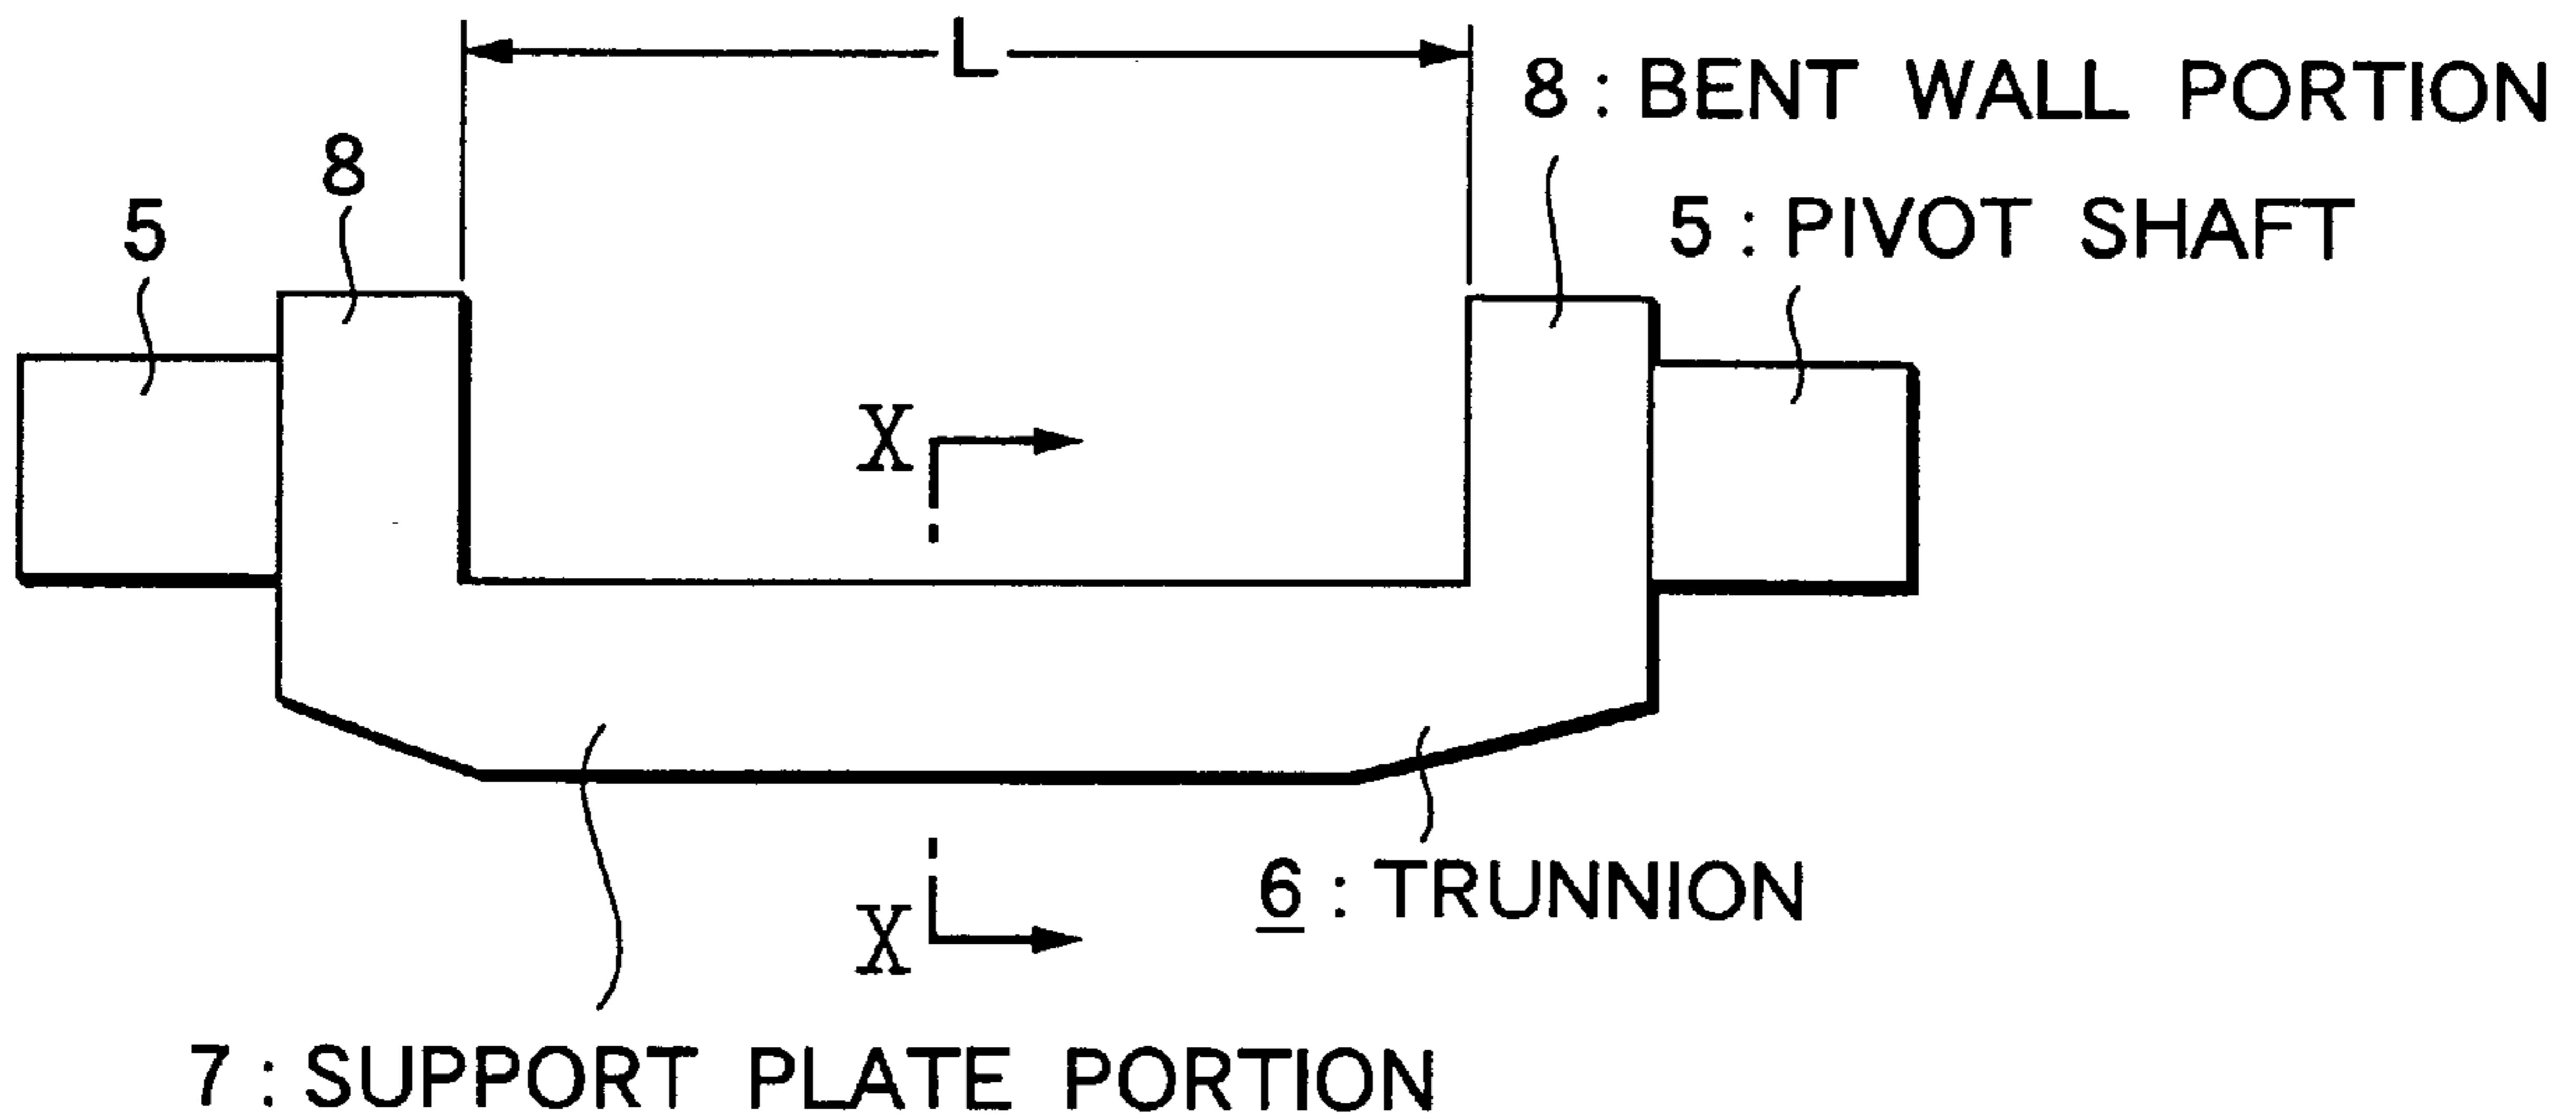 L
8 : BENT WALL PORTION
8
5
5 : PIVOT SHAFT
X
6 : TRUNNION
X
7 : SUPPORT PLATE PORTION